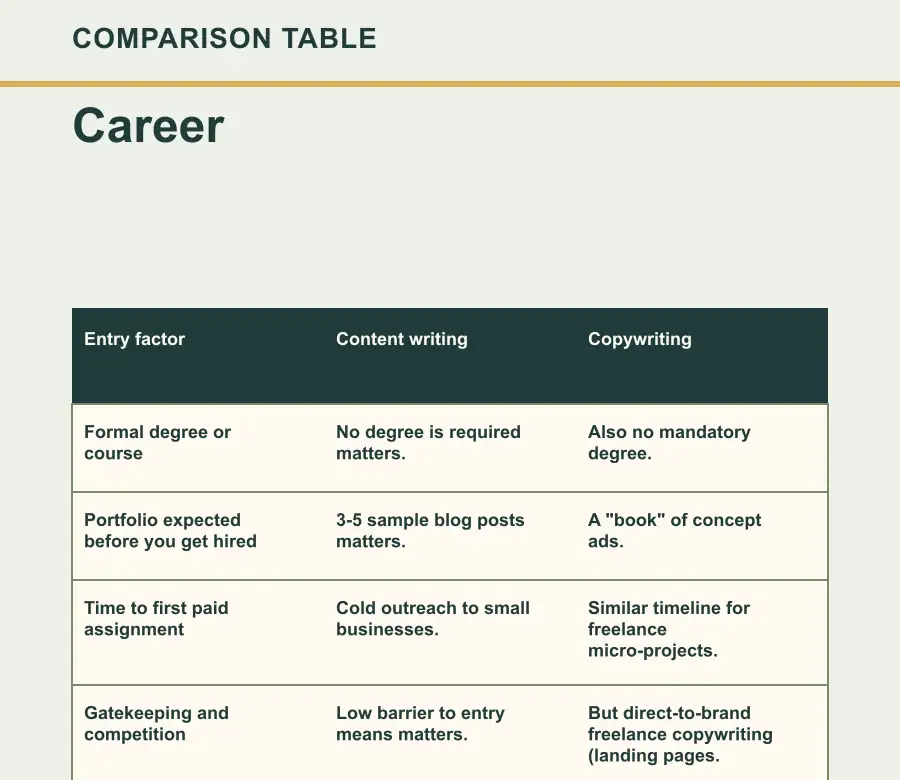 COMPARISON TABLE
Career
Entry factor
Content writing
Copywriting
Formal degree or
course
No degree is required
matters.
Also no mandatory
degree.
Portfolio expected
before you get hired
3-5 sample blog posts
matters.
A "book" of concept
ads.
Time to first paid
assignment
Cold outreach to small
businesses.
Similar timeline for
freelance
micro-projects.
Gatekeeping and
competition
Low barrier to entry
means matters.
But direct-to-brand
freelance copywriting
(landing pages.